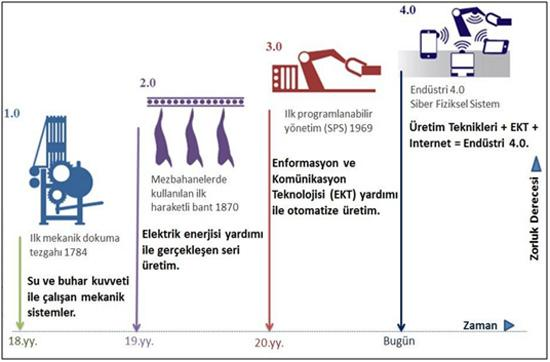 1.0
Ilk mekanik dokuma
tezgahı 1784
Su ve buhar kuvveti
ile çalışan mekanik
sistemler.
18.yy.
2.0
Mezbahanelerde
kullanılan ilk
haraketli bant 1870
Elektrik enerjisi yardımı
ile gerçekleşen seri
üretim.
19.yy.
3.0
Ilk programlanabilir
yönetim (SPS) 1969
Enformasyon ve
Komünikasyon
Teknolojisi (EKT) yardımı
ile otomatize üretim.
20.yy.
4.0
Endüstri 4.0
Siber Fiziksel Sistem
Üretim Teknikleri + EKT +
Internet = Endüstri 4.0.
Bugün
Zorluk Derecesi
Zaman